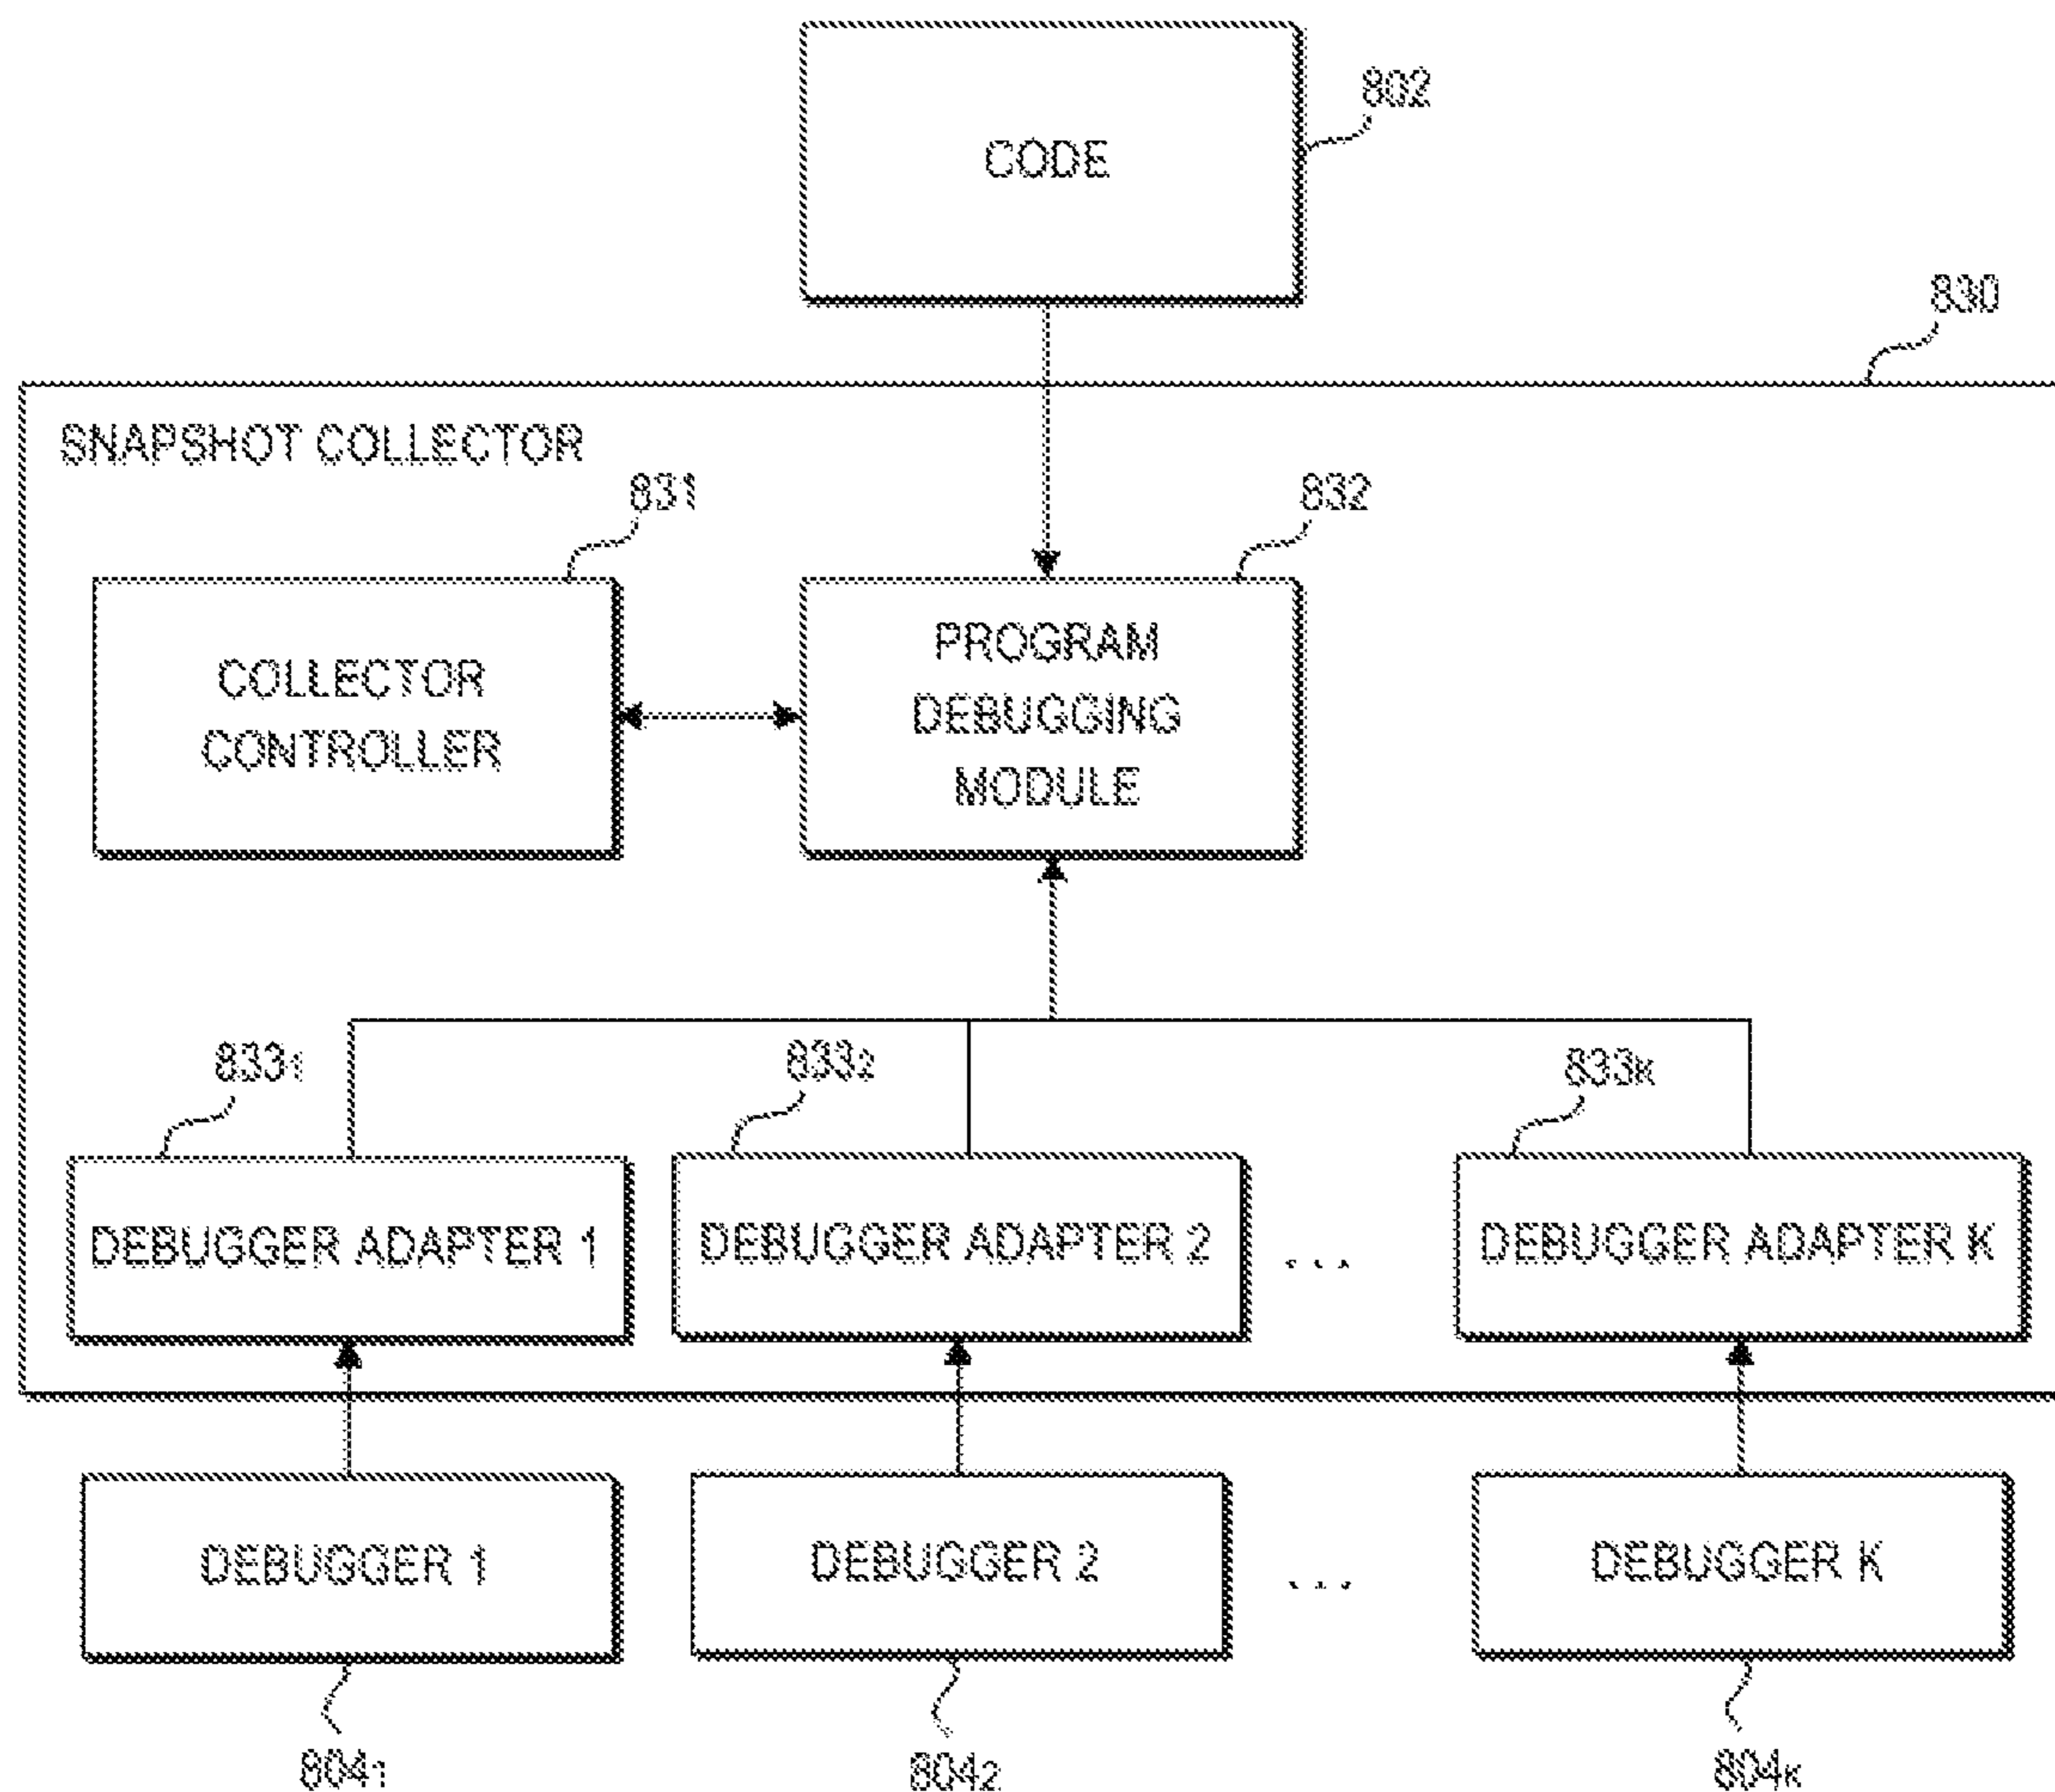 CODE
802
830
SNAPSHOT COLLECTOR
831
832
COLLECTOR
CONTROLLER
PROGRAM
DEBUGGING
MODULE
833₁
833₂
833ₖ
DEBUGGER ADAPTER 1
DEBUGGER ADAPTER 2
...
DEBUGGER ADAPTER K
DEBUGGER 1
DEBUGGER 2
...
DEBUGGER K
804₁
804₂
804ₖ